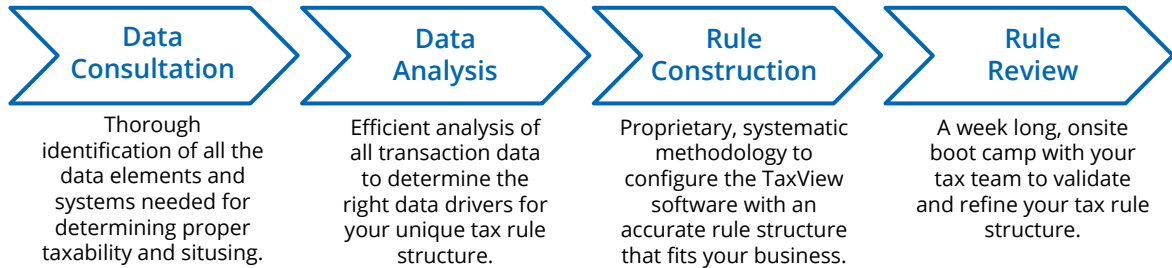 Data
Consultation
Thorough
identification of all the
data elements and
systems needed for
determining proper
taxability and situsing.
Data
Analysis
Efficient analysis of
all transaction data
to determine the
right data drivers for
your unique tax rule
structure.
Rule
Construction
Proprietary, systematic
methodology to
configure the TaxView
software with an
accurate rule structure
that fits your business.
Rule
Review
A week long, onsite
boot camp with your
tax team to validate
and refine your tax rule
structure.